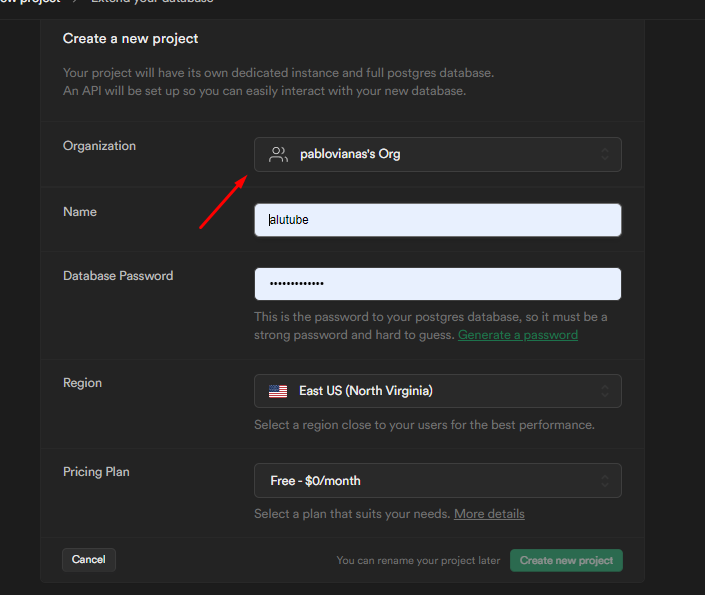 ew project > Extend your database
Create a new project
Your project will have its own dedicated instance and full postgres database.
An API will be set up so you can easily interact with your new database.
Organization
pablovianas's Org
Name
alutube
Database Password
•••••••••••••
This is the password to your postgres database, so it must be a
strong password and hard to guess. Generate a password
Region
East US (North Virginia)
Select a region close to your users for the best performance.
Pricing Plan
Free - $0/month
Select a plan that suits your needs. More details
Cancel
You can rename your project later
Create new project